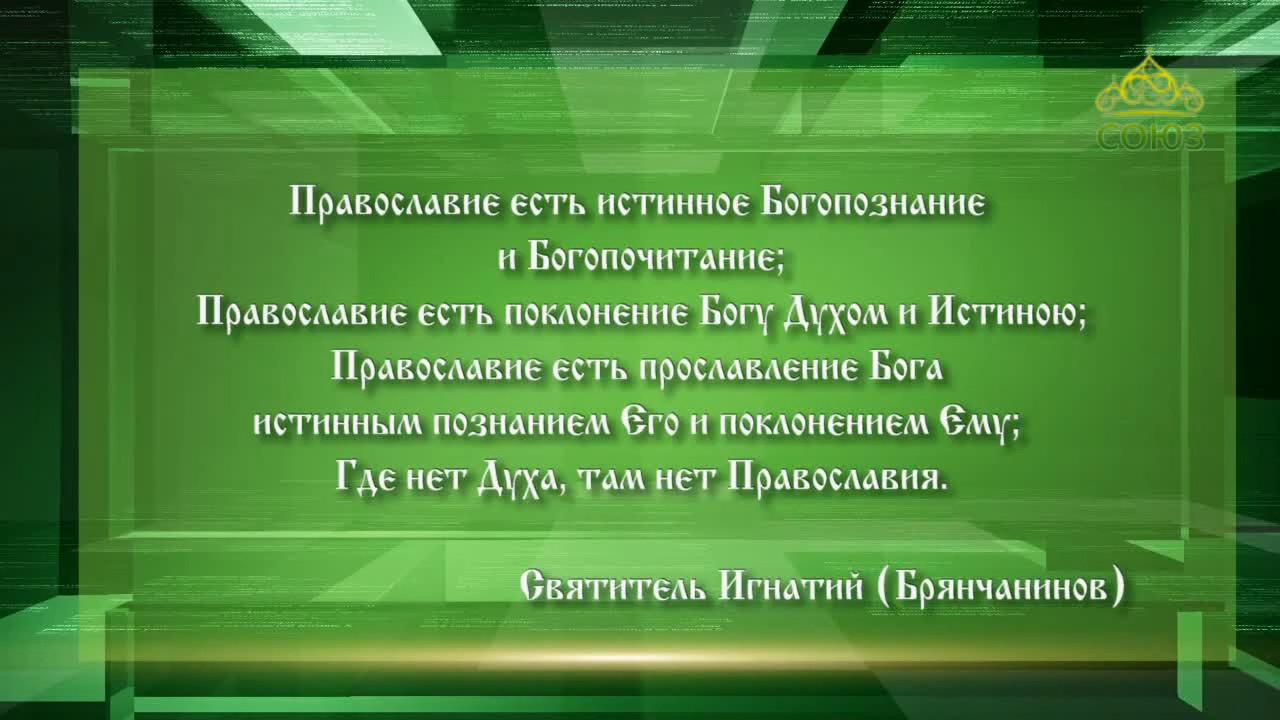 СОЮЗ
Православие есть истинное Богопознание
и Богопочитание;
Православие есть поклонение Богу Духом и Истиною;
Православие есть прославление Бога
истинным познанием Его и поклонением Ему;
Где нет Духа, там нет Православия.
Святитель Игнатий (Брянчанинов)